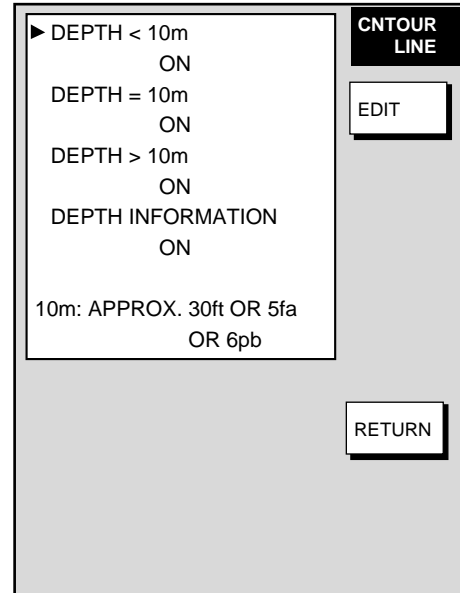 ▶ DEPTH < 10m
ON
DEPTH = 10m
ON
DEPTH > 10m
ON
DEPTH INFORMATION
ON
10m: APPROX. 30ft OR 5fa
OR 6pb
CNTOUR
LINE
EDIT
RETURN